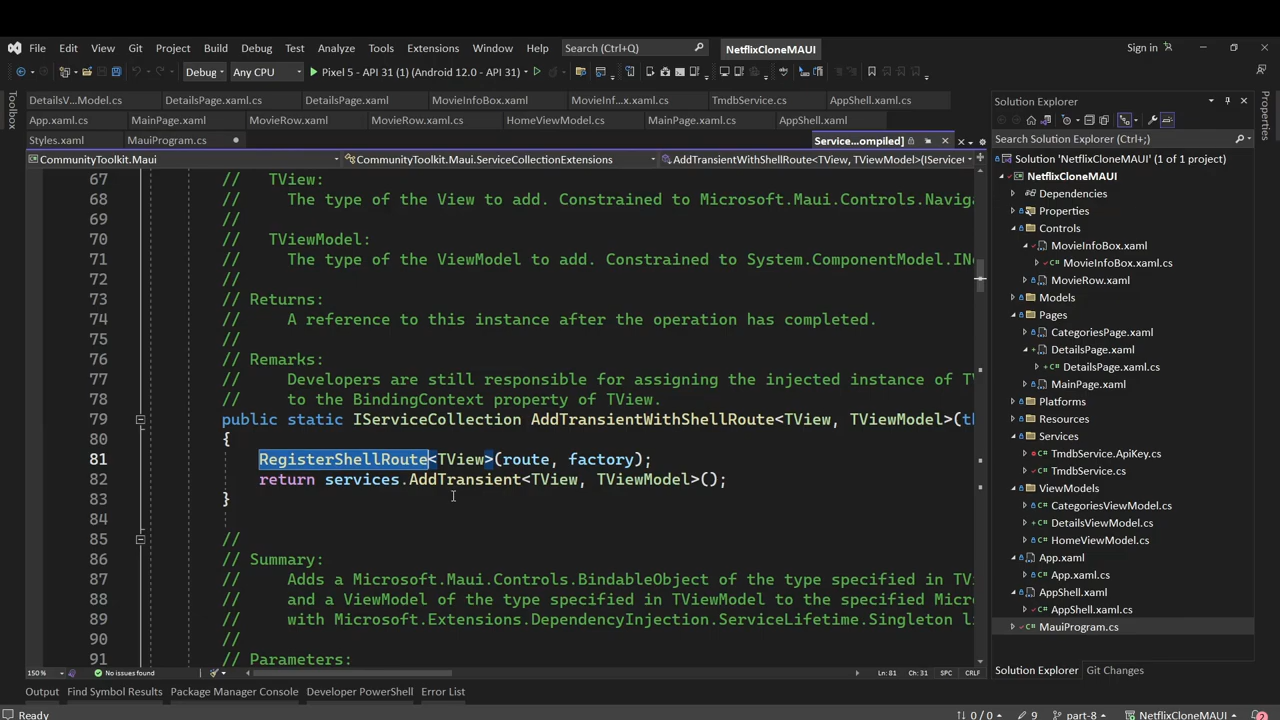 File Edit View Git Project Build Debug Test Analyze Tools Extensions Window Help Search (Ctrl+Q) NetflixCloneMAUI Sign in
Debug Any CPU Pixel 5 - API 31 (1) (Android 12.0 - API 31)
Toolbox
DetailsV...Model.cs DetailsPage.xaml.cs DetailsPage.xaml MovieInfoBox.xaml MovieInf...x.xaml.cs TmdbService.cs AppShell.xaml.cs
App.xaml.cs MainPage.xaml MovieRow.xaml MovieRow.xaml.cs HomeViewModel.cs MainPage.xaml.cs AppShell.xaml
Styles.xaml MauiProgram.cs Service...ompiled]
CommunityToolkit.Maui CommunityToolkit.Maui.ServiceCollectionExtensions AddTransientWithShellRoute<TView, TViewModel>(IServiceC
67 // TView:
68 // The type of the View to add. Constrained to Microsoft.Maui.Controls.Naviga
69 //
70 // TViewModel:
71 // The type of the ViewModel to add. Constrained to System.ComponentModel.INo
72 //
73 // Returns:
74 // A reference to this instance after the operation has completed.
75 //
76 // Remarks:
77 // Developers are still responsible for assigning the injected instance of TV
78 // to the BindingContext property of TView.
79 public static IServiceCollection AddTransientWithShellRoute<TView, TViewModel>(th
80 {
81 RegisterShellRoute<TView>(route, factory);
82 return services.AddTransient<TView, TViewModel>();
83 }
84
85 //
86 // Summary:
87 // Adds a Microsoft.Maui.Controls.BindableObject of the type specified in TVi
88 // and a ViewModel of the type specified in TViewModel to the specified Micro
89 // with Microsoft.Extensions.DependencyInjection.ServiceLifetime.Singleton li
90 //
91 // Parameters:
150 % No issues found Ln: 81 Ch: 31 SPC CRLF
Output Find Symbol Results Package Manager Console Developer PowerShell Error List
Ready 0 / 0 9 part-8 NetflixCloneMAUI 2
Solution Explorer
Search Solution Explorer (Ctrl+;)
Solution 'NetflixCloneMAUI' (1 of 1 project)
NetflixCloneMAUI
Dependencies
Properties
Controls
MovieInfoBox.xaml
MovieInfoBox.xaml.cs
MovieRow.xaml
Models
Pages
CategoriesPage.xaml
DetailsPage.xaml
DetailsPage.xaml.cs
MainPage.xaml
Platforms
Resources
Services
TmdbService.ApiKey.cs
TmdbService.cs
ViewModels
CategoriesViewModel.cs
DetailsViewModel.cs
HomeViewModel.cs
App.xaml
App.xaml.cs
AppShell.xaml
AppShell.xaml.cs
MauiProgram.cs
Solution Explorer Git Changes
Properties